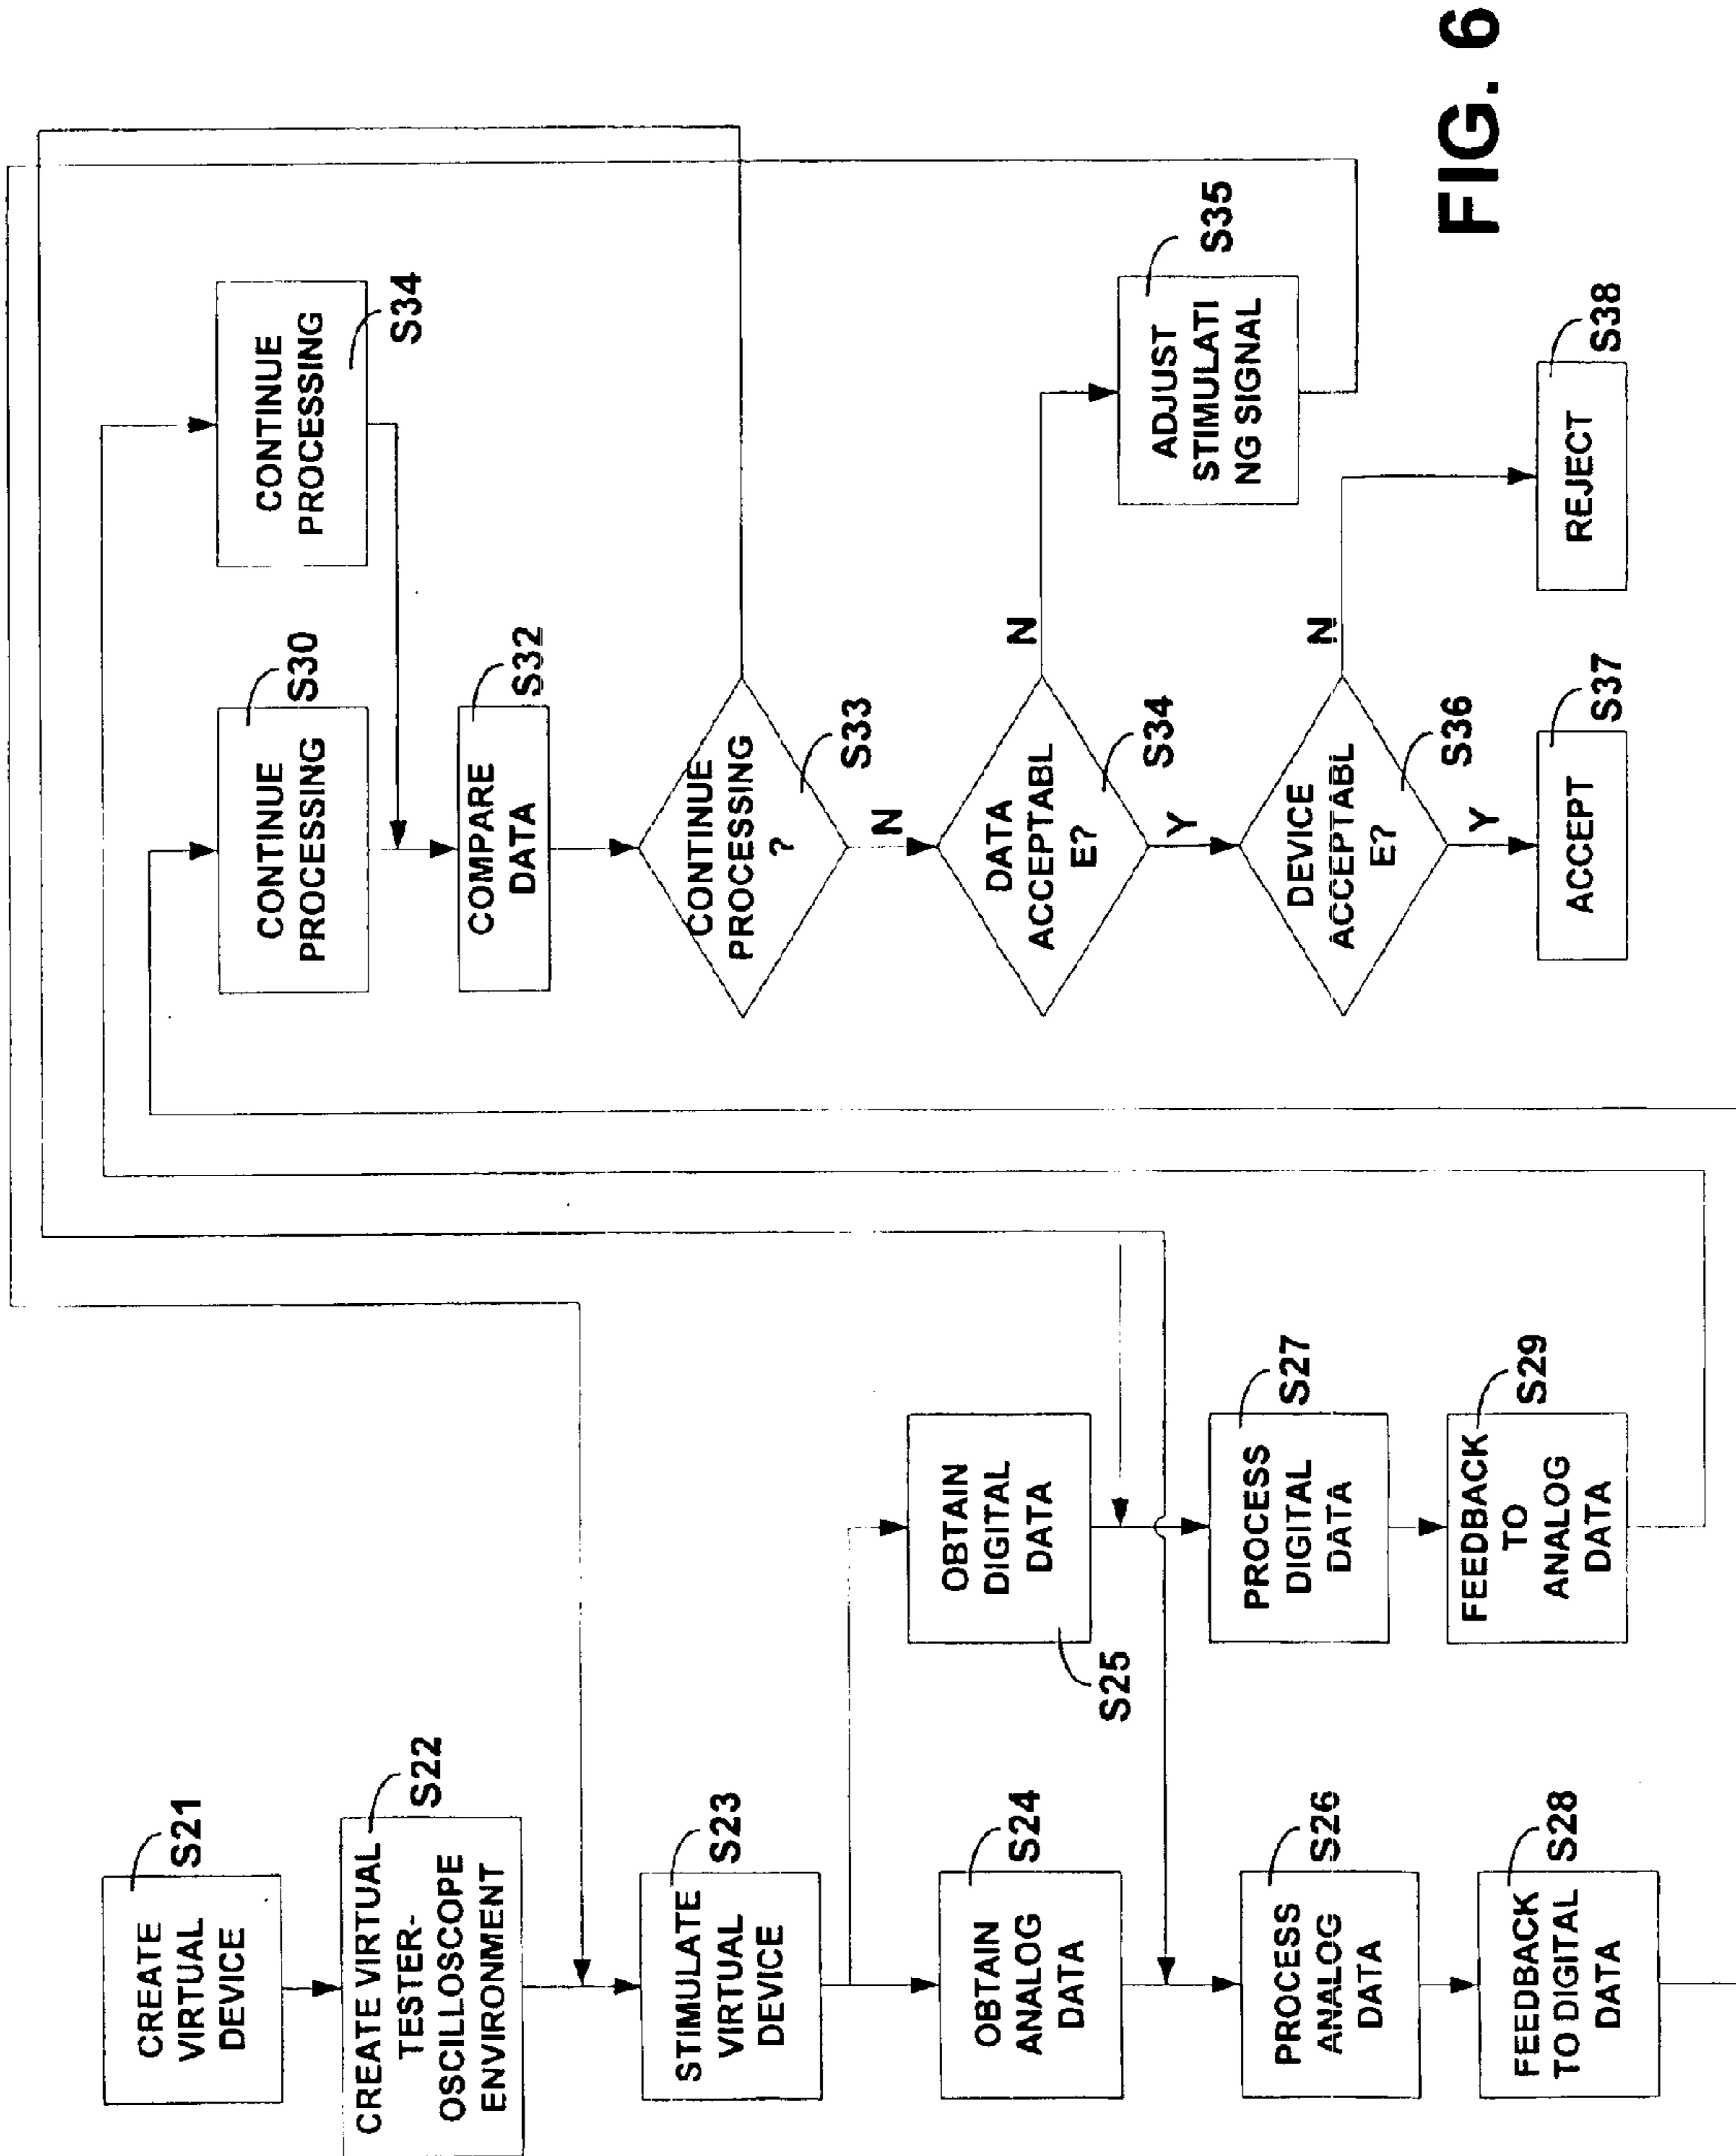 CREATE
VIRTUAL
DEVICE
S21
CREATE VIRTUAL
TESTER-
OSCILLOSCOPE
ENVIRONMENT
S22
STIMULATE
VIRTUAL
DEVICE
S23
OBTAIN
ANALOG
DATA
S24
OBTAIN
DIGITAL
DATA
S25
PROCESS
ANALOG
DATA
S26
PROCESS
DIGITAL
DATA
S27
FEEDBACK
TO DIGITAL
DATA
S28
FEEDBACK
TO
ANALOG
DATA
S29
CONTINUE
PROCESSING
S30
CONTINUE
PROCESSING
S34
COMPARE
DATA
S32
CONTINUE
PROCESSING
?
S33
N
DATA
ACCEPTABL
E?
S34
N
Y
ADJUST
STIMULATI
NG SIGNAL
S35
DEVICE
ACCEPTABL
E?
S36
N
Y
ACCEPT
S37
REJECT
S38
FIG. 6